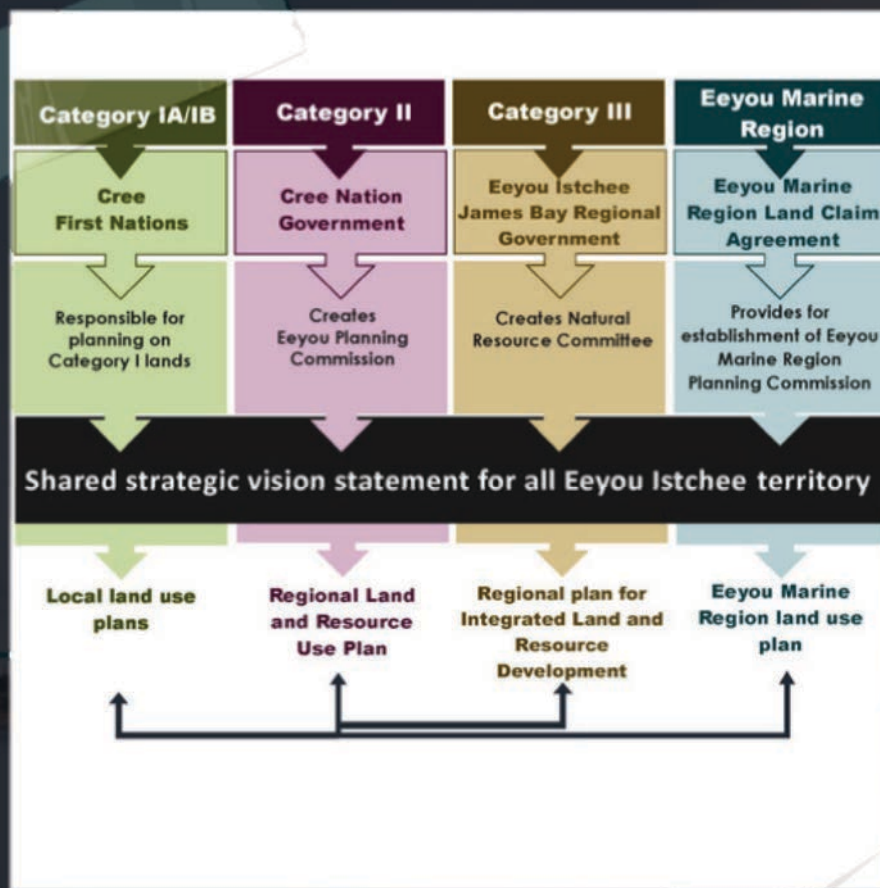 Category IA/IB
Cree
First Nations
Responsible for
planning on
Category I lands
Category II
Cree Nation
Government
Creates
Eeyou Planning
Commission
Category III
Eeyou Istchee
James Bay Regional
Government
Creates Natural
Resource Committee
Eeyou Marine
Region
Eeyou Marine
Region Land Claim
Agreement
Provides for
establishment of Eeyou
Marine Region
Planning Commission
Shared strategic vision statement for all Eeyou Istchee territory
Local land use
plans
Regional Land
and Resource
Use Plan
Regional plan for
Integrated Land and
Resource
Development
Eeyou Marine
Region land use
plan